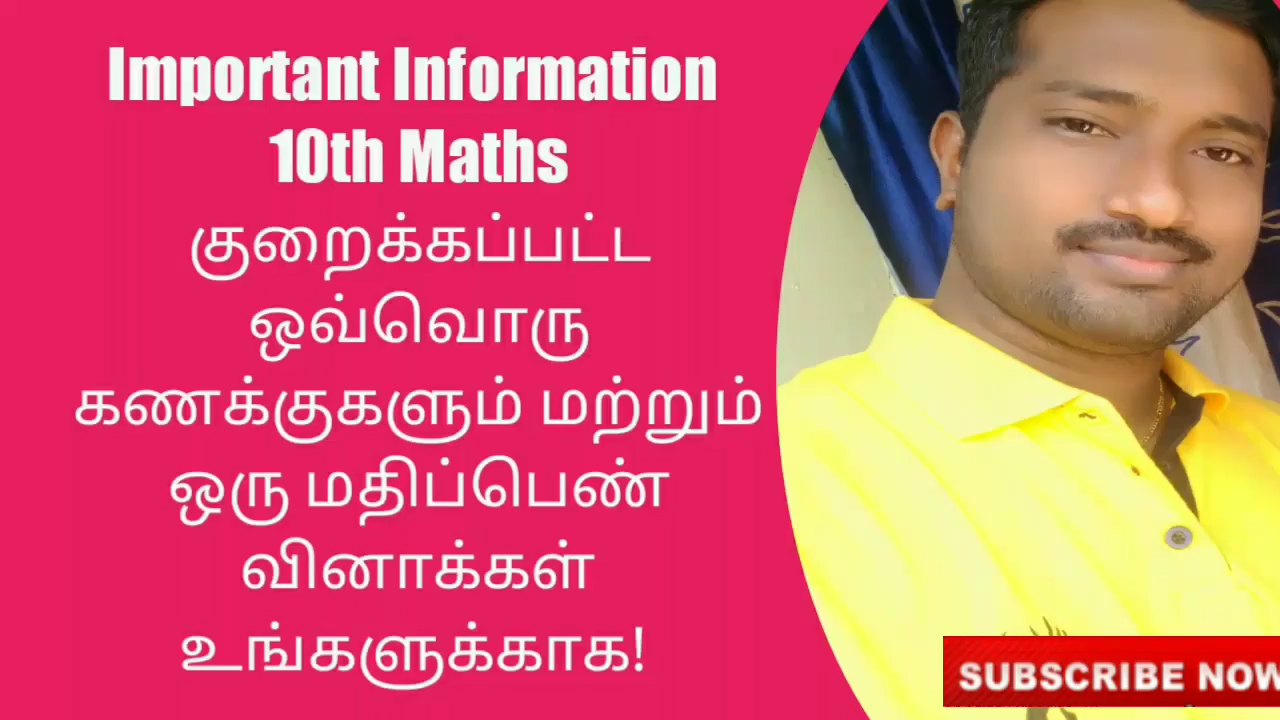 Important Information
10th Maths
குறைக்கப்பட்ட
ஒவ்வொரு
கணக்குகளும் மற்றும்
ஒரு மதிப்பெண்
வினாக்கள்
உங்களுக்காக!
SUBSCRIBE NOW